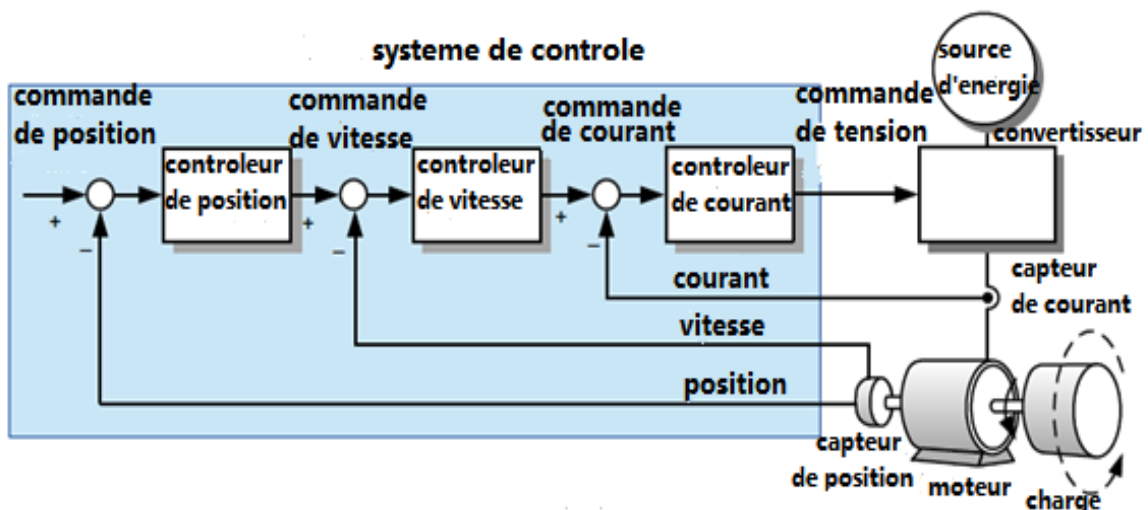 systeme de controle
source
d'energie
commande
de position
commande
de vitesse
commande
de courant
commande
de tension
convertisseur
controleur
de position
controleur
de vitesse
controleur
de courant
+
−
+
−
+
−
courant
capteur
de courant
vitesse
position
capteur
de position
moteur
charge